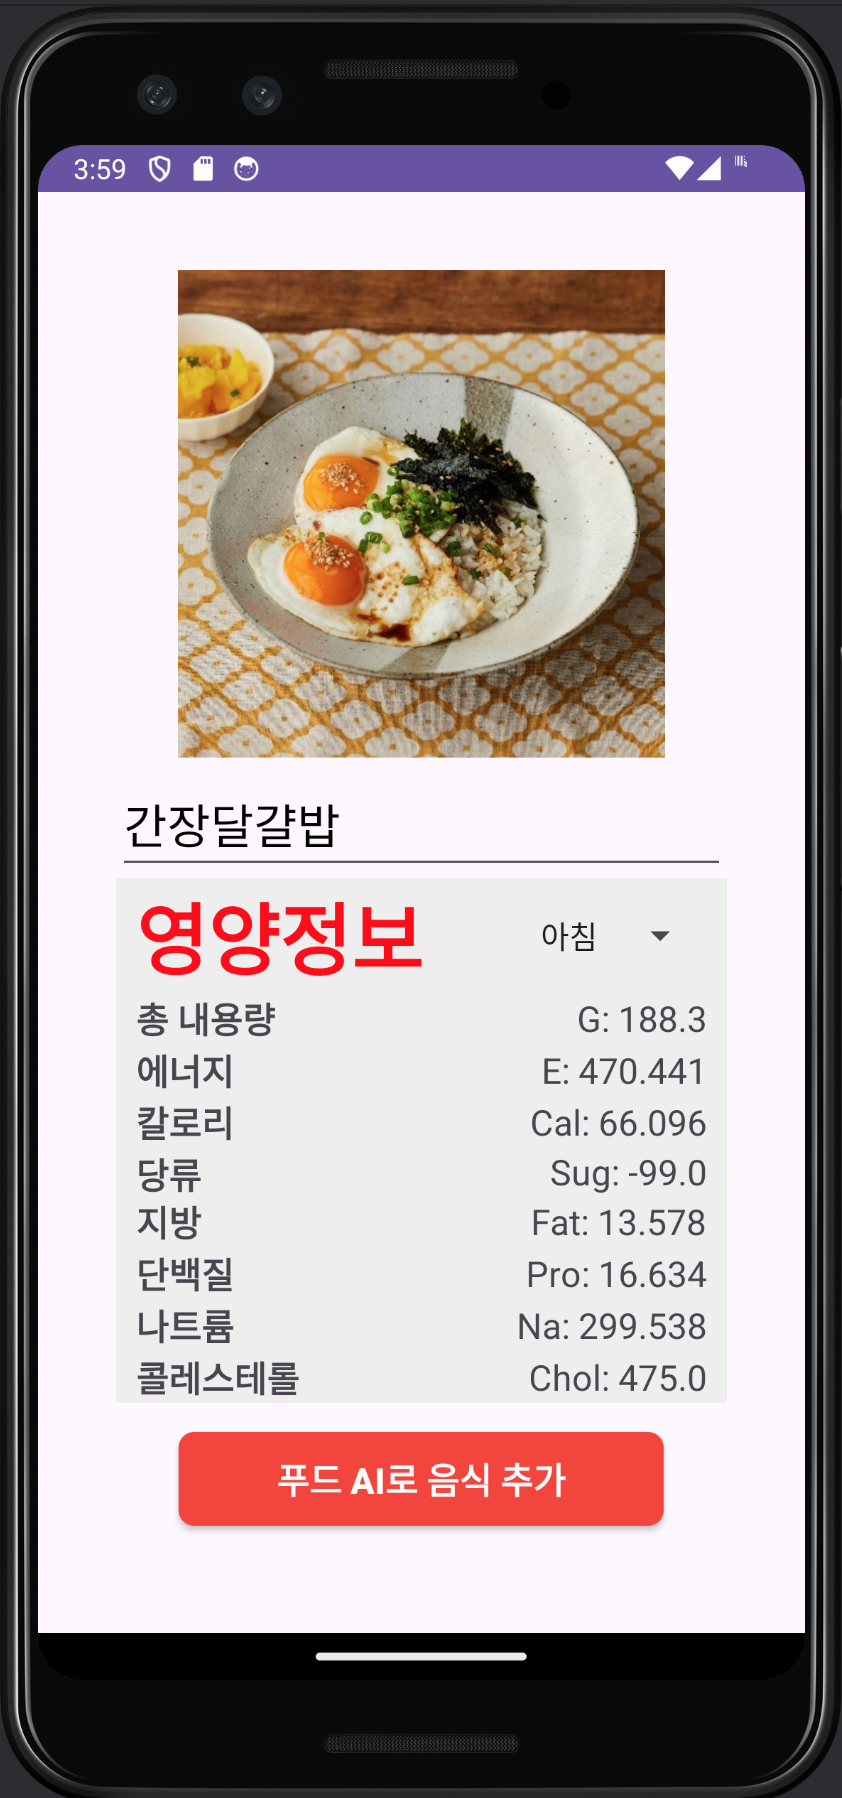 3:59
간장달걀밥
영양정보 아침
총 내용량 G: 188.3
에너지 E: 470.441
칼로리 Cal: 66.096
당류 Sug: -99.0
지방 Fat: 13.578
단백질 Pro: 16.634
나트륨 Na: 299.538
콜레스테롤 Chol: 475.0
푸드 AI로 음식 추가